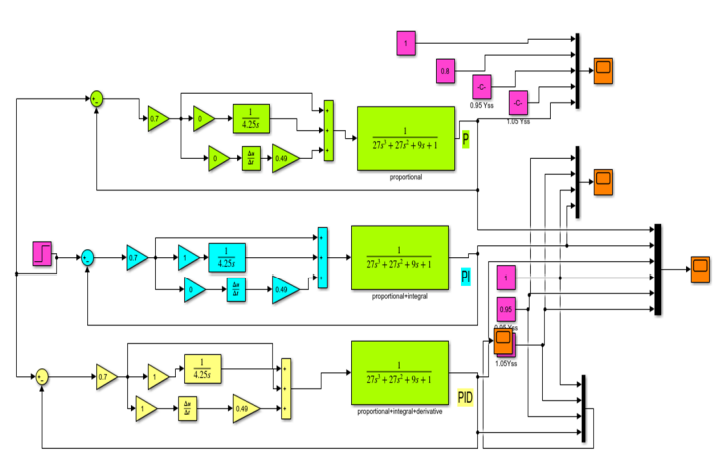 1
0.8
-C-
0.95 Yss
-C-
1.05 Yss
0.7
0
1
4.25s
+
+
+
0
Δu
Δt
0.49
1
27s³ + 27s² + 9s + 1
P
proportional
0.7
1
1
4.25s
+
+
0
Δu
Δt
0.49
1
27s³ + 27s² + 9s + 1
PI
proportional+integral
1
0.95
0.95 Yss
1.05Yss
0.7
1
1
4.25s
+
+
+
1
Δu
Δt
0.49
1
27s³ + 27s² + 9s + 1
PID
proportional+integral+derivative